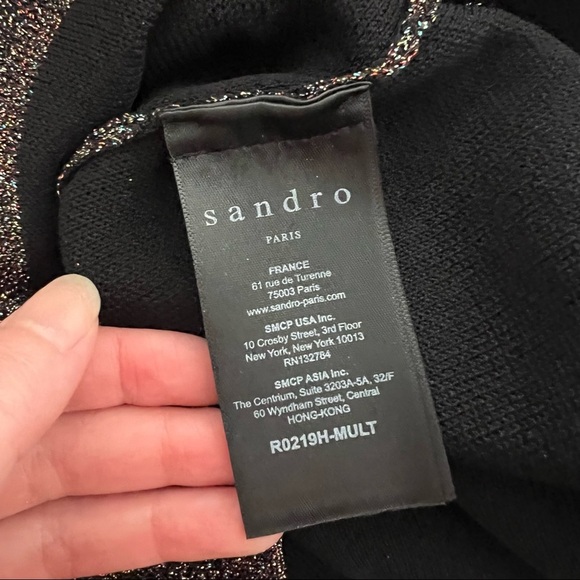 sandro
PARIS
FRANCE
61 rue de Turenne
75003 Paris
www.sandro-paris.com
SMCP USA Inc.
10 Crosby Street, 3rd Floor
New York, New York 10013
RN132764
SMCP ASIA Inc.
The Centrium, Suite 3203A-5A, 32/F
60 Wyndham Street, Central
HONG-KONG
R0219H-MULT